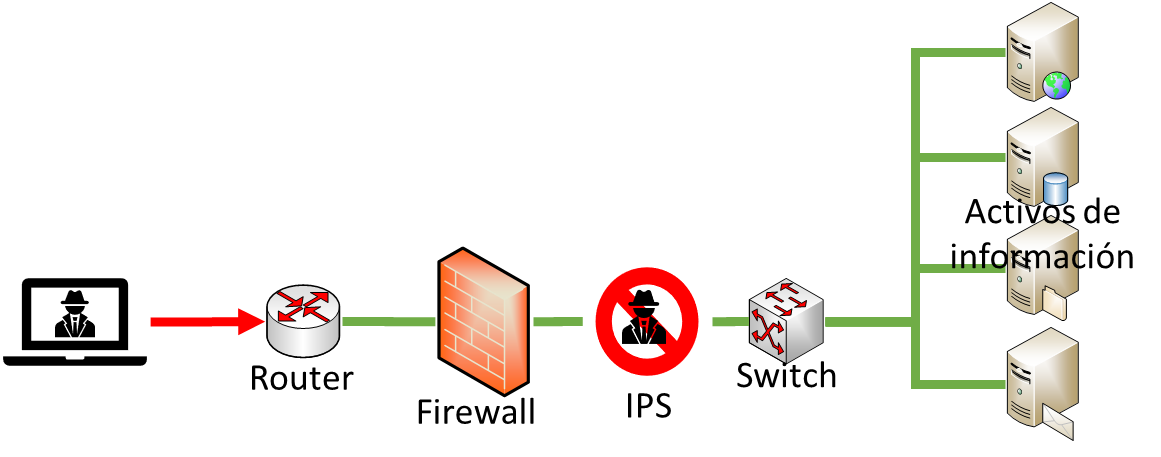 Router
Firewall
IPS
Switch
Activos de
información